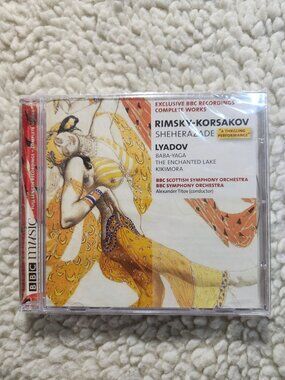 EXCLUSIVE BBC RECORDINGS
COMPLETE WORKS
RIMSKY-KORSAKOV
SHEHERAZADE "A THRILLING
PERFORMANCE"
LYADOV
BABA-YAGA
THE ENCHANTED LAKE
KIKIMORA
BBC SCOTTISH SYMPHONY ORCHESTRA
BBC SYMPHONY ORCHESTRA
Alexander Titov (conductor)
BBC music